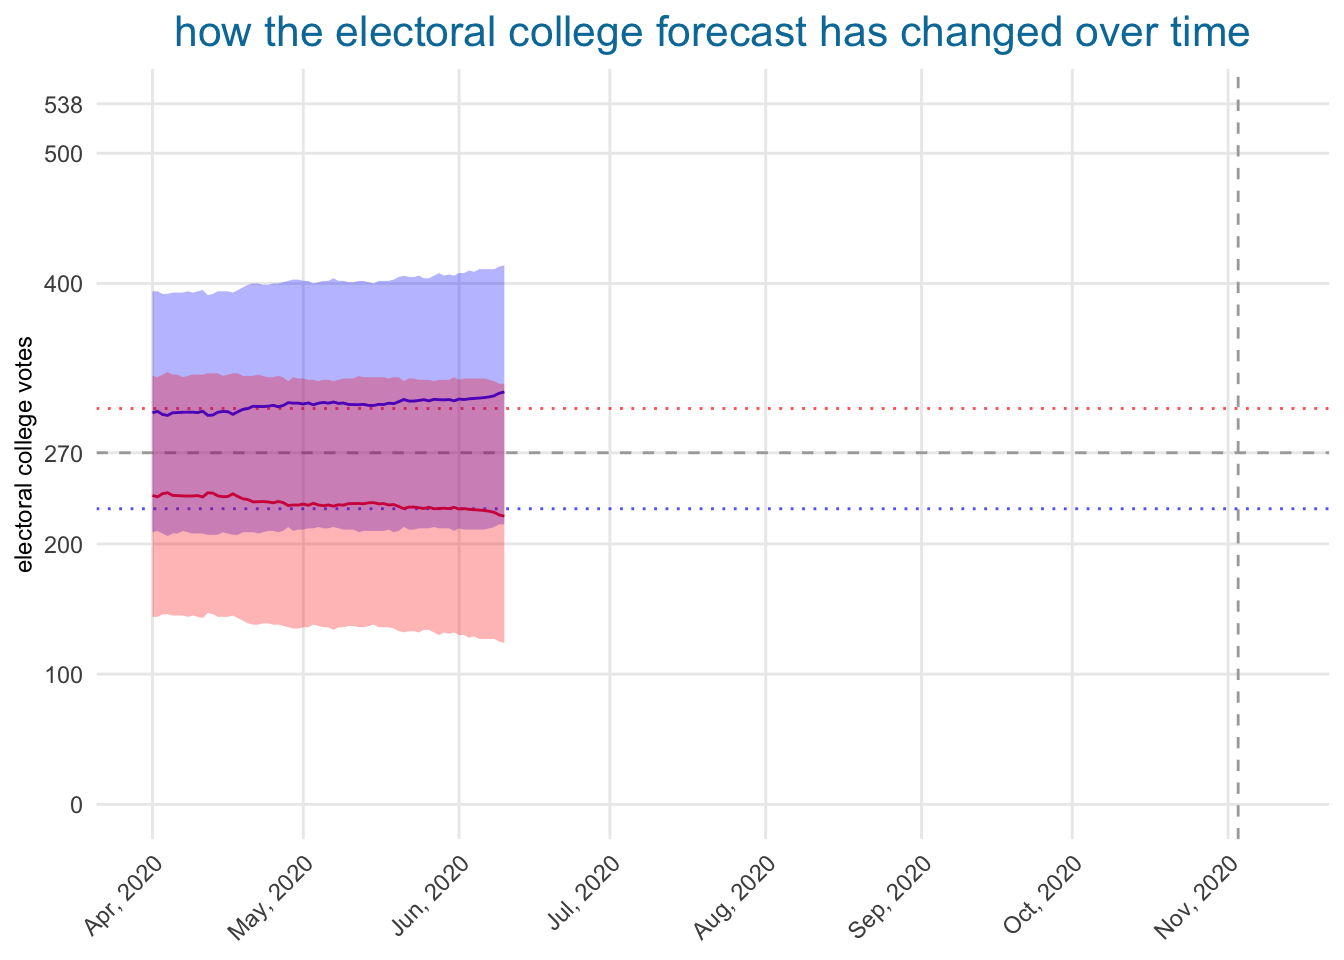 how the electoral college forecast has changed over time
538
500
400
270
200
100
0
electoral college votes
Apr, 2020
May, 2020
Jun, 2020
Jul, 2020
Aug, 2020
Sep, 2020
Oct, 2020
Nov, 2020